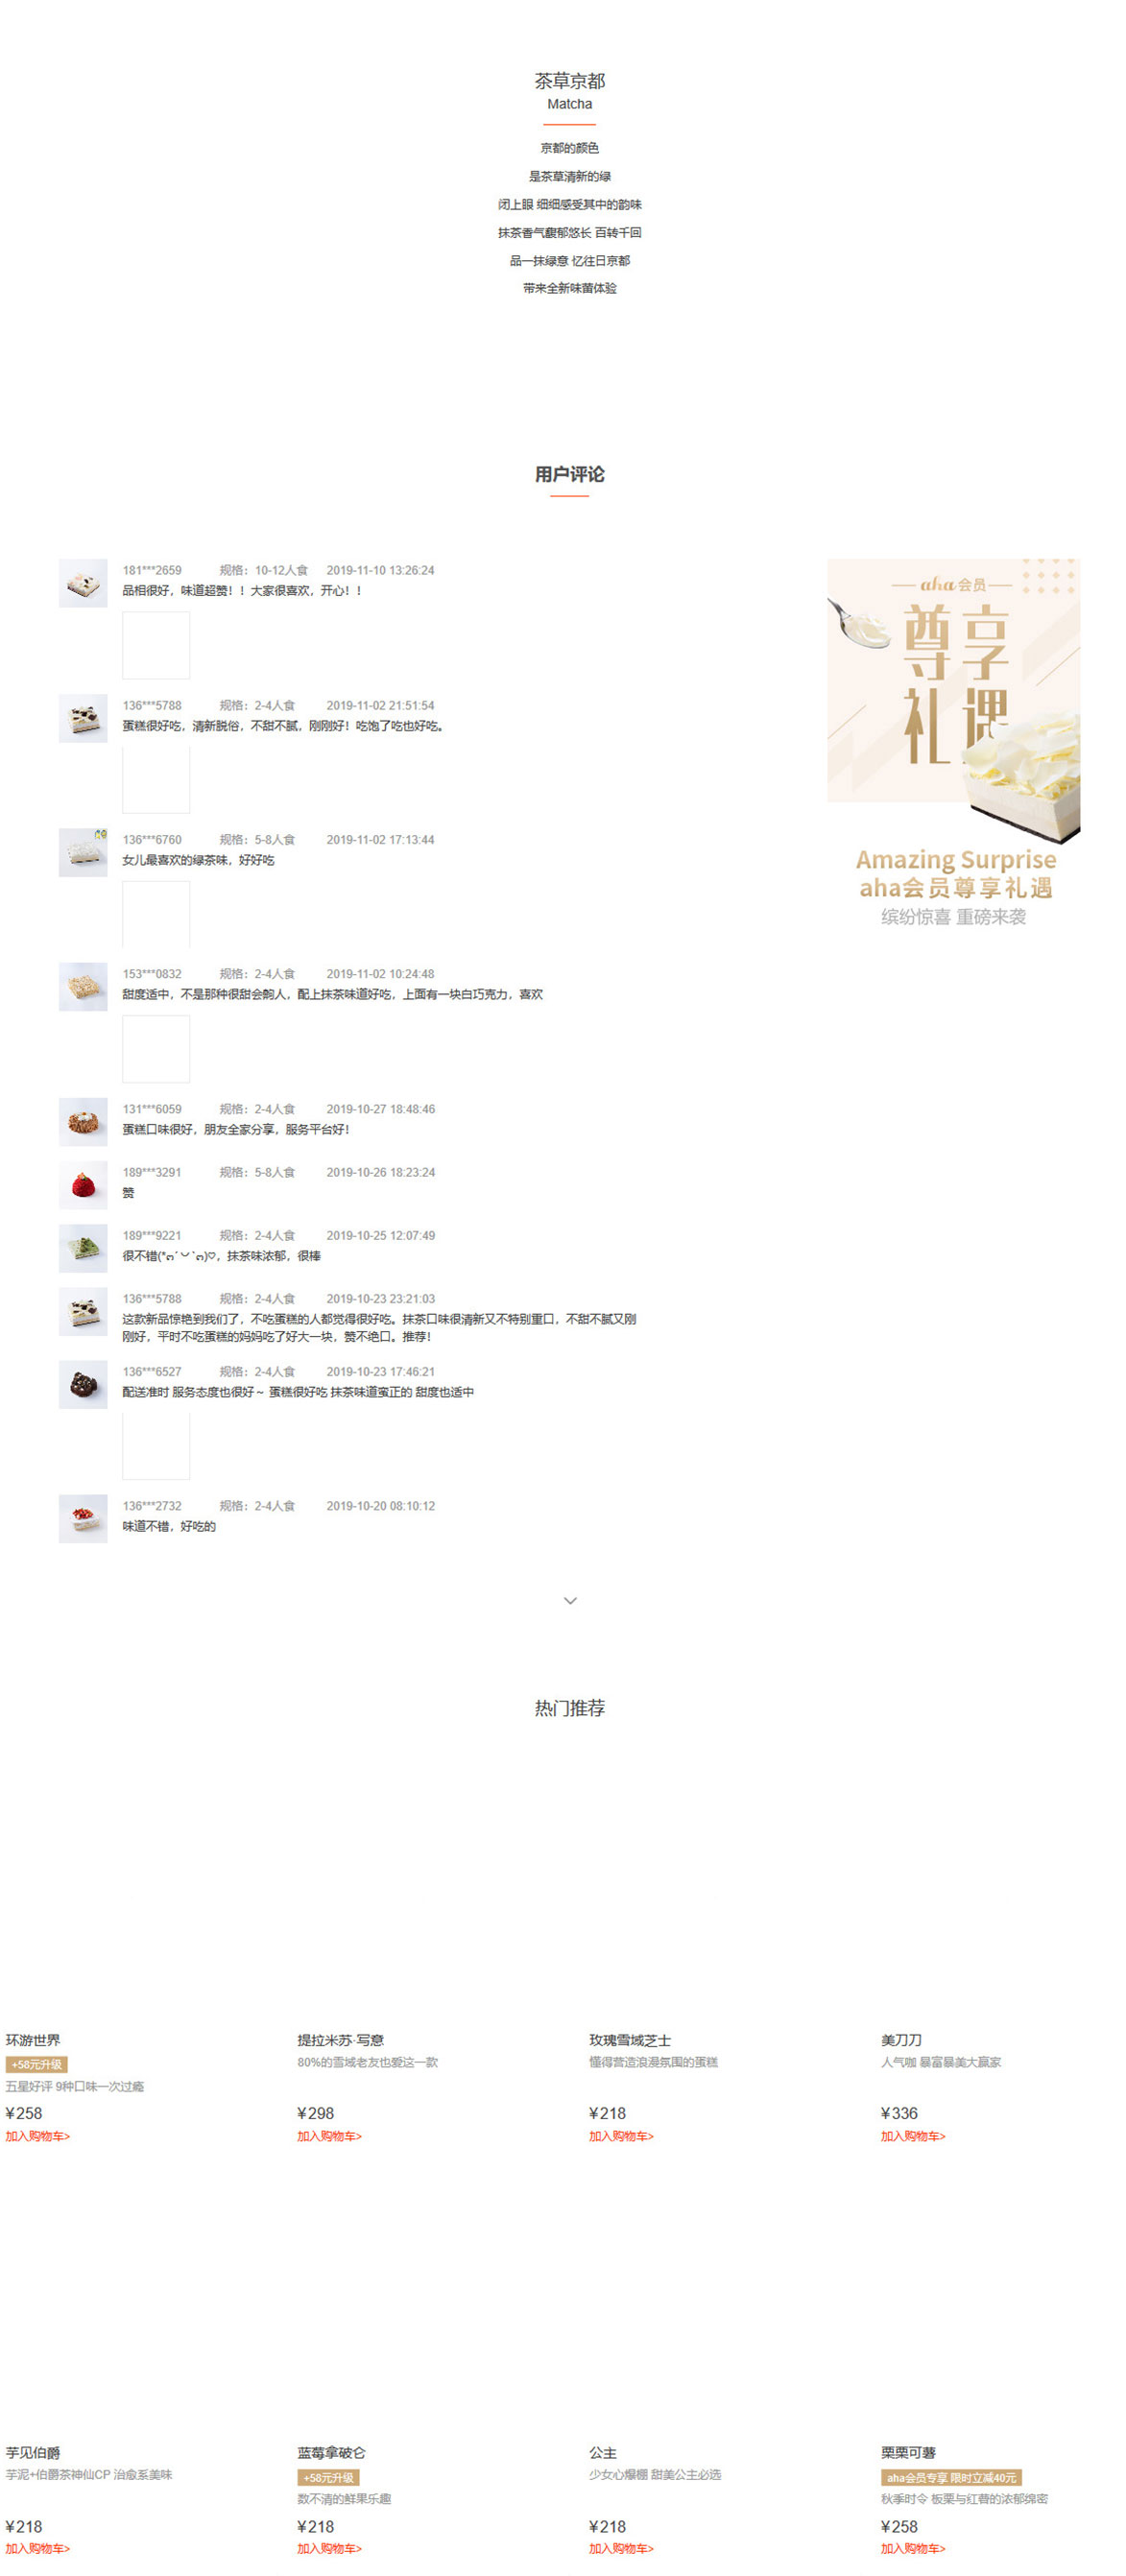 茶草京都
Matcha
京都的颜色
是茶草清新的绿
闭上眼 细细感受其中的韵味
抹茶香气馥郁悠长 百转千回
品一抹绿意 忆往日京都
带来全新味蕾体验
用户评论
181***2659 规格：10-12人食 2019-11-10 13:26:24
品相很好，味道超赞！！大家很喜欢，开心！！
136***5788 规格：2-4人食 2019-11-02 21:51:54
蛋糕很好吃，清新脱俗，不甜不腻，刚刚好！吃饱了吃也好吃。
136***6760 规格：5-8人食 2019-11-02 17:13:44
女儿最喜欢的绿茶味，好好吃
153***0832 规格：2-4人食 2019-11-02 10:24:48
甜度适中，不是那种很甜会齁人，配上抹茶味道好吃，上面有一块白巧克力，喜欢
131***6059 规格：2-4人食 2019-10-27 18:48:46
蛋糕口味很好，朋友全家分享，服务平台好！
189***3291 规格：5-8人食 2019-10-26 18:23:24
赞
189***9221 规格：2-4人食 2019-10-25 12:07:49
很不错(*๓´╰╯`๓)♡，抹茶味浓郁，很棒
136***5788 规格：2-4人食 2019-10-23 23:21:03
这款新品惊艳到我们了，不吃蛋糕的人都觉得很好吃。抹茶口味很清新又不特别重口，不甜不腻又刚
刚好，平时不吃蛋糕的妈妈吃了好大一块，赞不绝口。推荐！
136***6527 规格：2-4人食 2019-10-23 17:46:21
配送准时 服务态度也很好～ 蛋糕很好吃 抹茶味道蛮正的 甜度也适中
136***2732 规格：2-4人食 2019-10-20 08:10:12
味道不错，好吃的
aha会员
尊享
礼遇
Amazing Surprise
aha会员尊享礼遇
缤纷惊喜 重磅来袭
热门推荐
环游世界
+58元升级
五星好评 9种口味一次过瘾
¥258
加入购物车>
提拉米苏·写意
80%的雪域老友也爱这一款
¥298
加入购物车>
玫瑰雪域芝士
懂得营造浪漫氛围的蛋糕
¥218
加入购物车>
美刀刀
人气咖 暴富暴美大赢家
¥336
加入购物车>
芋见伯爵
芋泥+伯爵茶神仙CP 治愈系美味
¥218
加入购物车>
蓝莓拿破仑
+58元升级
数不清的鲜果乐趣
¥218
加入购物车>
公主
少女心爆棚 甜美公主必选
¥218
加入购物车>
栗栗可薯
aha会员专享 限时立减40元
秋季时令 板栗与红薯的浓郁绵密
¥258
加入购物车>